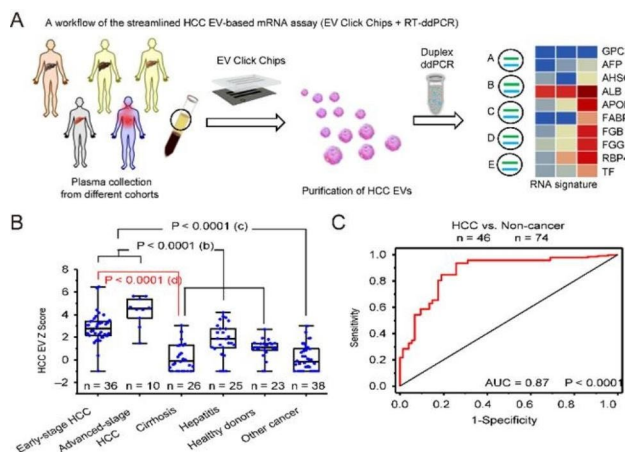 A
A workflow of the streamlined HCC EV-based mRNA assay (EV Click Chips + RT-ddPCR)
EV Click Chips
Duplex
ddPCR
Plasma collection
from different cohorts
Purification of HCC EVs
A
B
C
D
E
GPC
AFP
AHS
ALB
APO
FABP
FGB
FGG
RBP4
TF
RNA signature
B
P < 0.0001 (c)
P < 0.0001 (b)
P < 0.0001 (d)
HCC EV Z Score
8
6
4
2
0
−2
n = 36
n = 10
n = 26
n = 25
n = 23
n = 38
Early-stage HCC
Advanced-stage
HCC
Cirrhosis
Hepatitis
Healthy donors
Other cancer
C
HCC vs. Non-cancer
n = 46 n = 74
Sensitivity
1.0
0.8
0.6
0.4
0.2
0.0
AUC = 0.87 P < 0.0001
0.0 0.2 0.4 0.6 0.8 1.0
1-Specificity